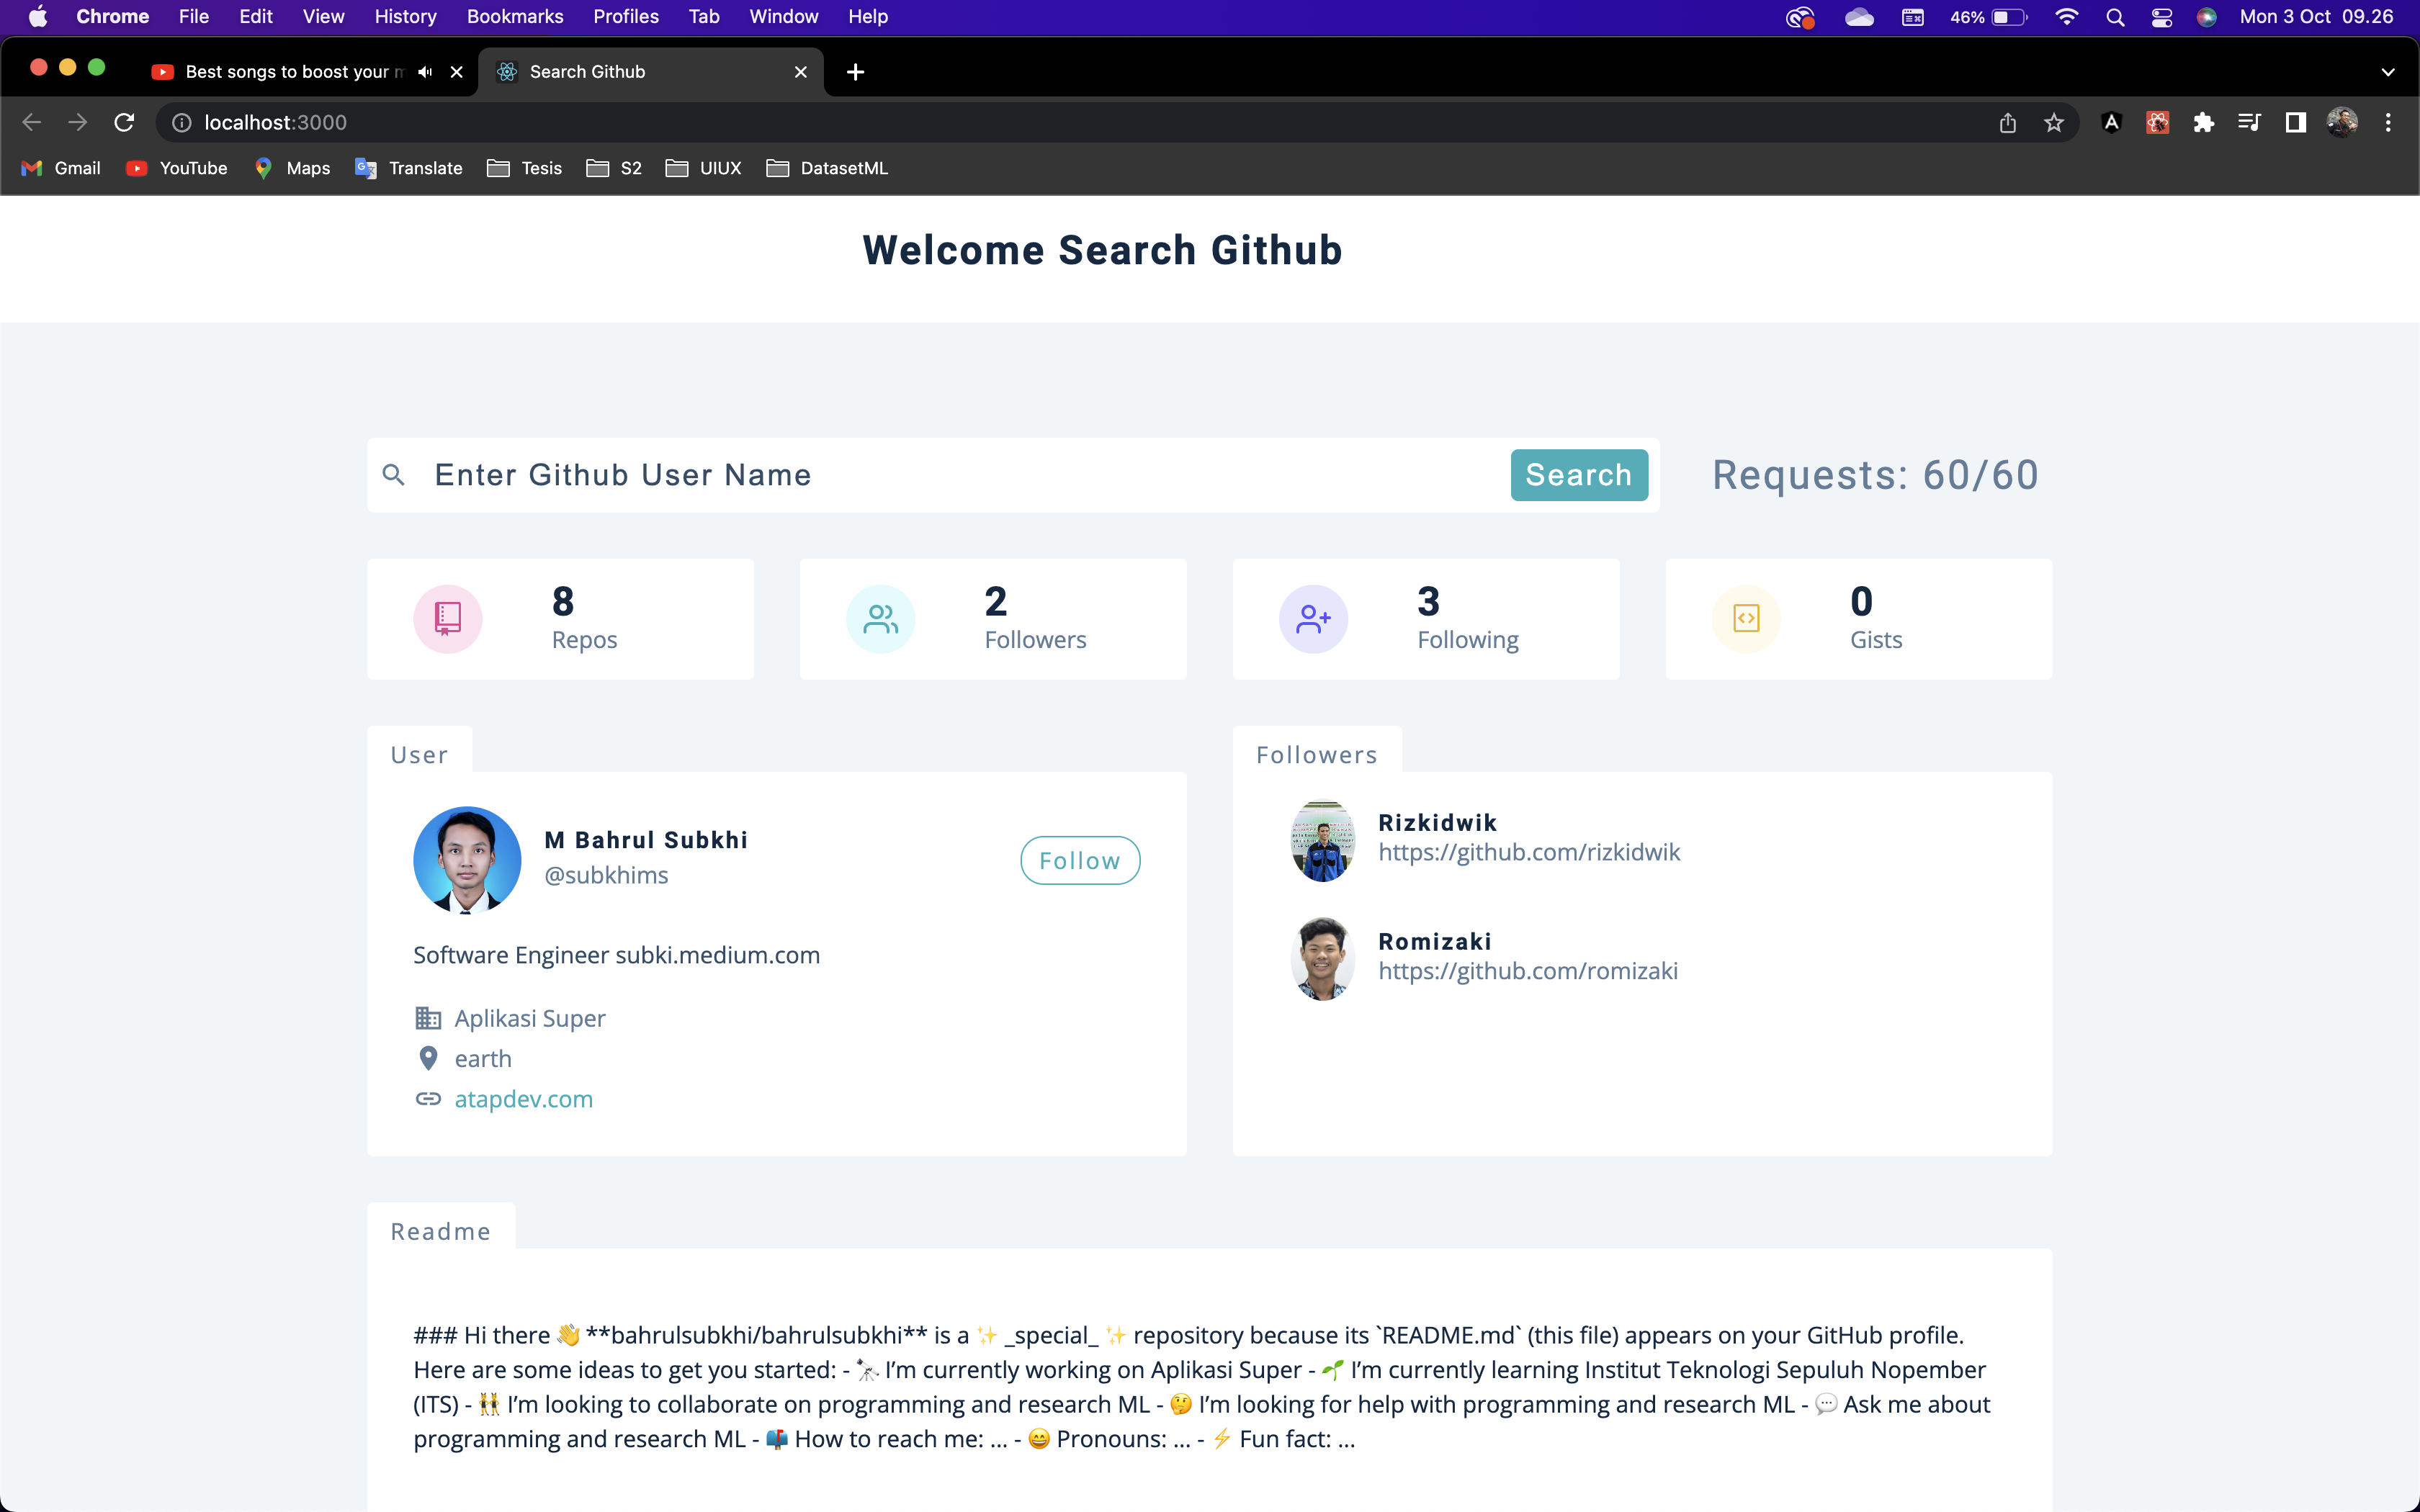 Chrome File Edit View History Bookmarks Profiles Tab Window Help 46% Mon 3 Oct 09.26
Best songs to boost your m Search Github
localhost:3000
Gmail YouTube Maps Translate Tesis S2 UIUX DatasetML
Welcome Search Github
Enter Github User Name Search Requests: 60/60
8 2 3 0
Repos Followers Following Gists
User Followers
M Bahrul Subkhi
@subkhims
Follow
Software Engineer subki.medium.com
Aplikasi Super
earth
atapdev.com
Rizkidwik
https://github.com/rizkidwik
Romizaki
https://github.com/romizaki
Readme
### Hi there 👋 **bahrulsubkhi/bahrulsubkhi** is a ✨ _special_ ✨ repository because its `README.md` (this file) appears on your GitHub profile.
Here are some ideas to get you started: - 🔭 I’m currently working on Aplikasi Super - 🌱 I’m currently learning Institut Teknologi Sepuluh Nopember
(ITS) - 👯 I’m looking to collaborate on programming and research ML - 🤔 I’m looking for help with programming and research ML - 💬 Ask me about
programming and research ML - 📫 How to reach me: ... - 😄 Pronouns: ... - ⚡ Fun fact: ...